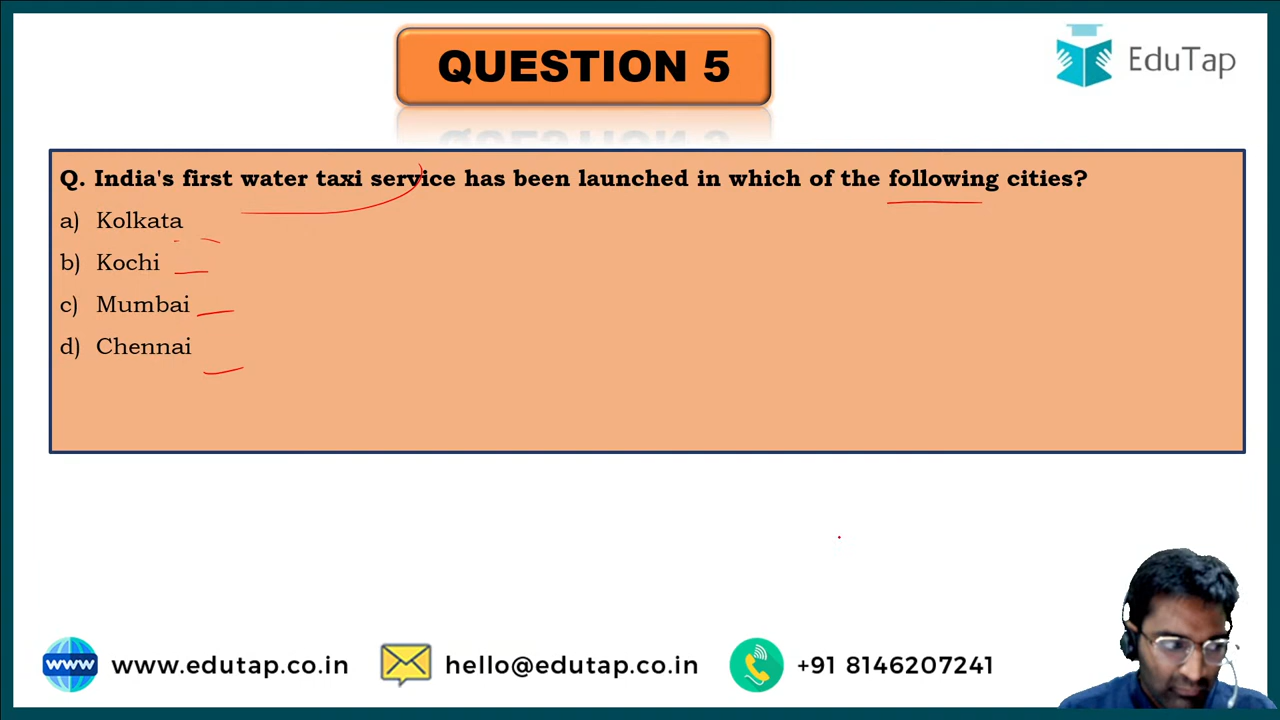 QUESTION 5
EduTap
Q. India's first water taxi service has been launched in which of the following cities?
a) Kolkata
b) Kochi
c) Mumbai
d) Chennai
www www.edutap.co.in hello@edutap.co.in +91 8146207241